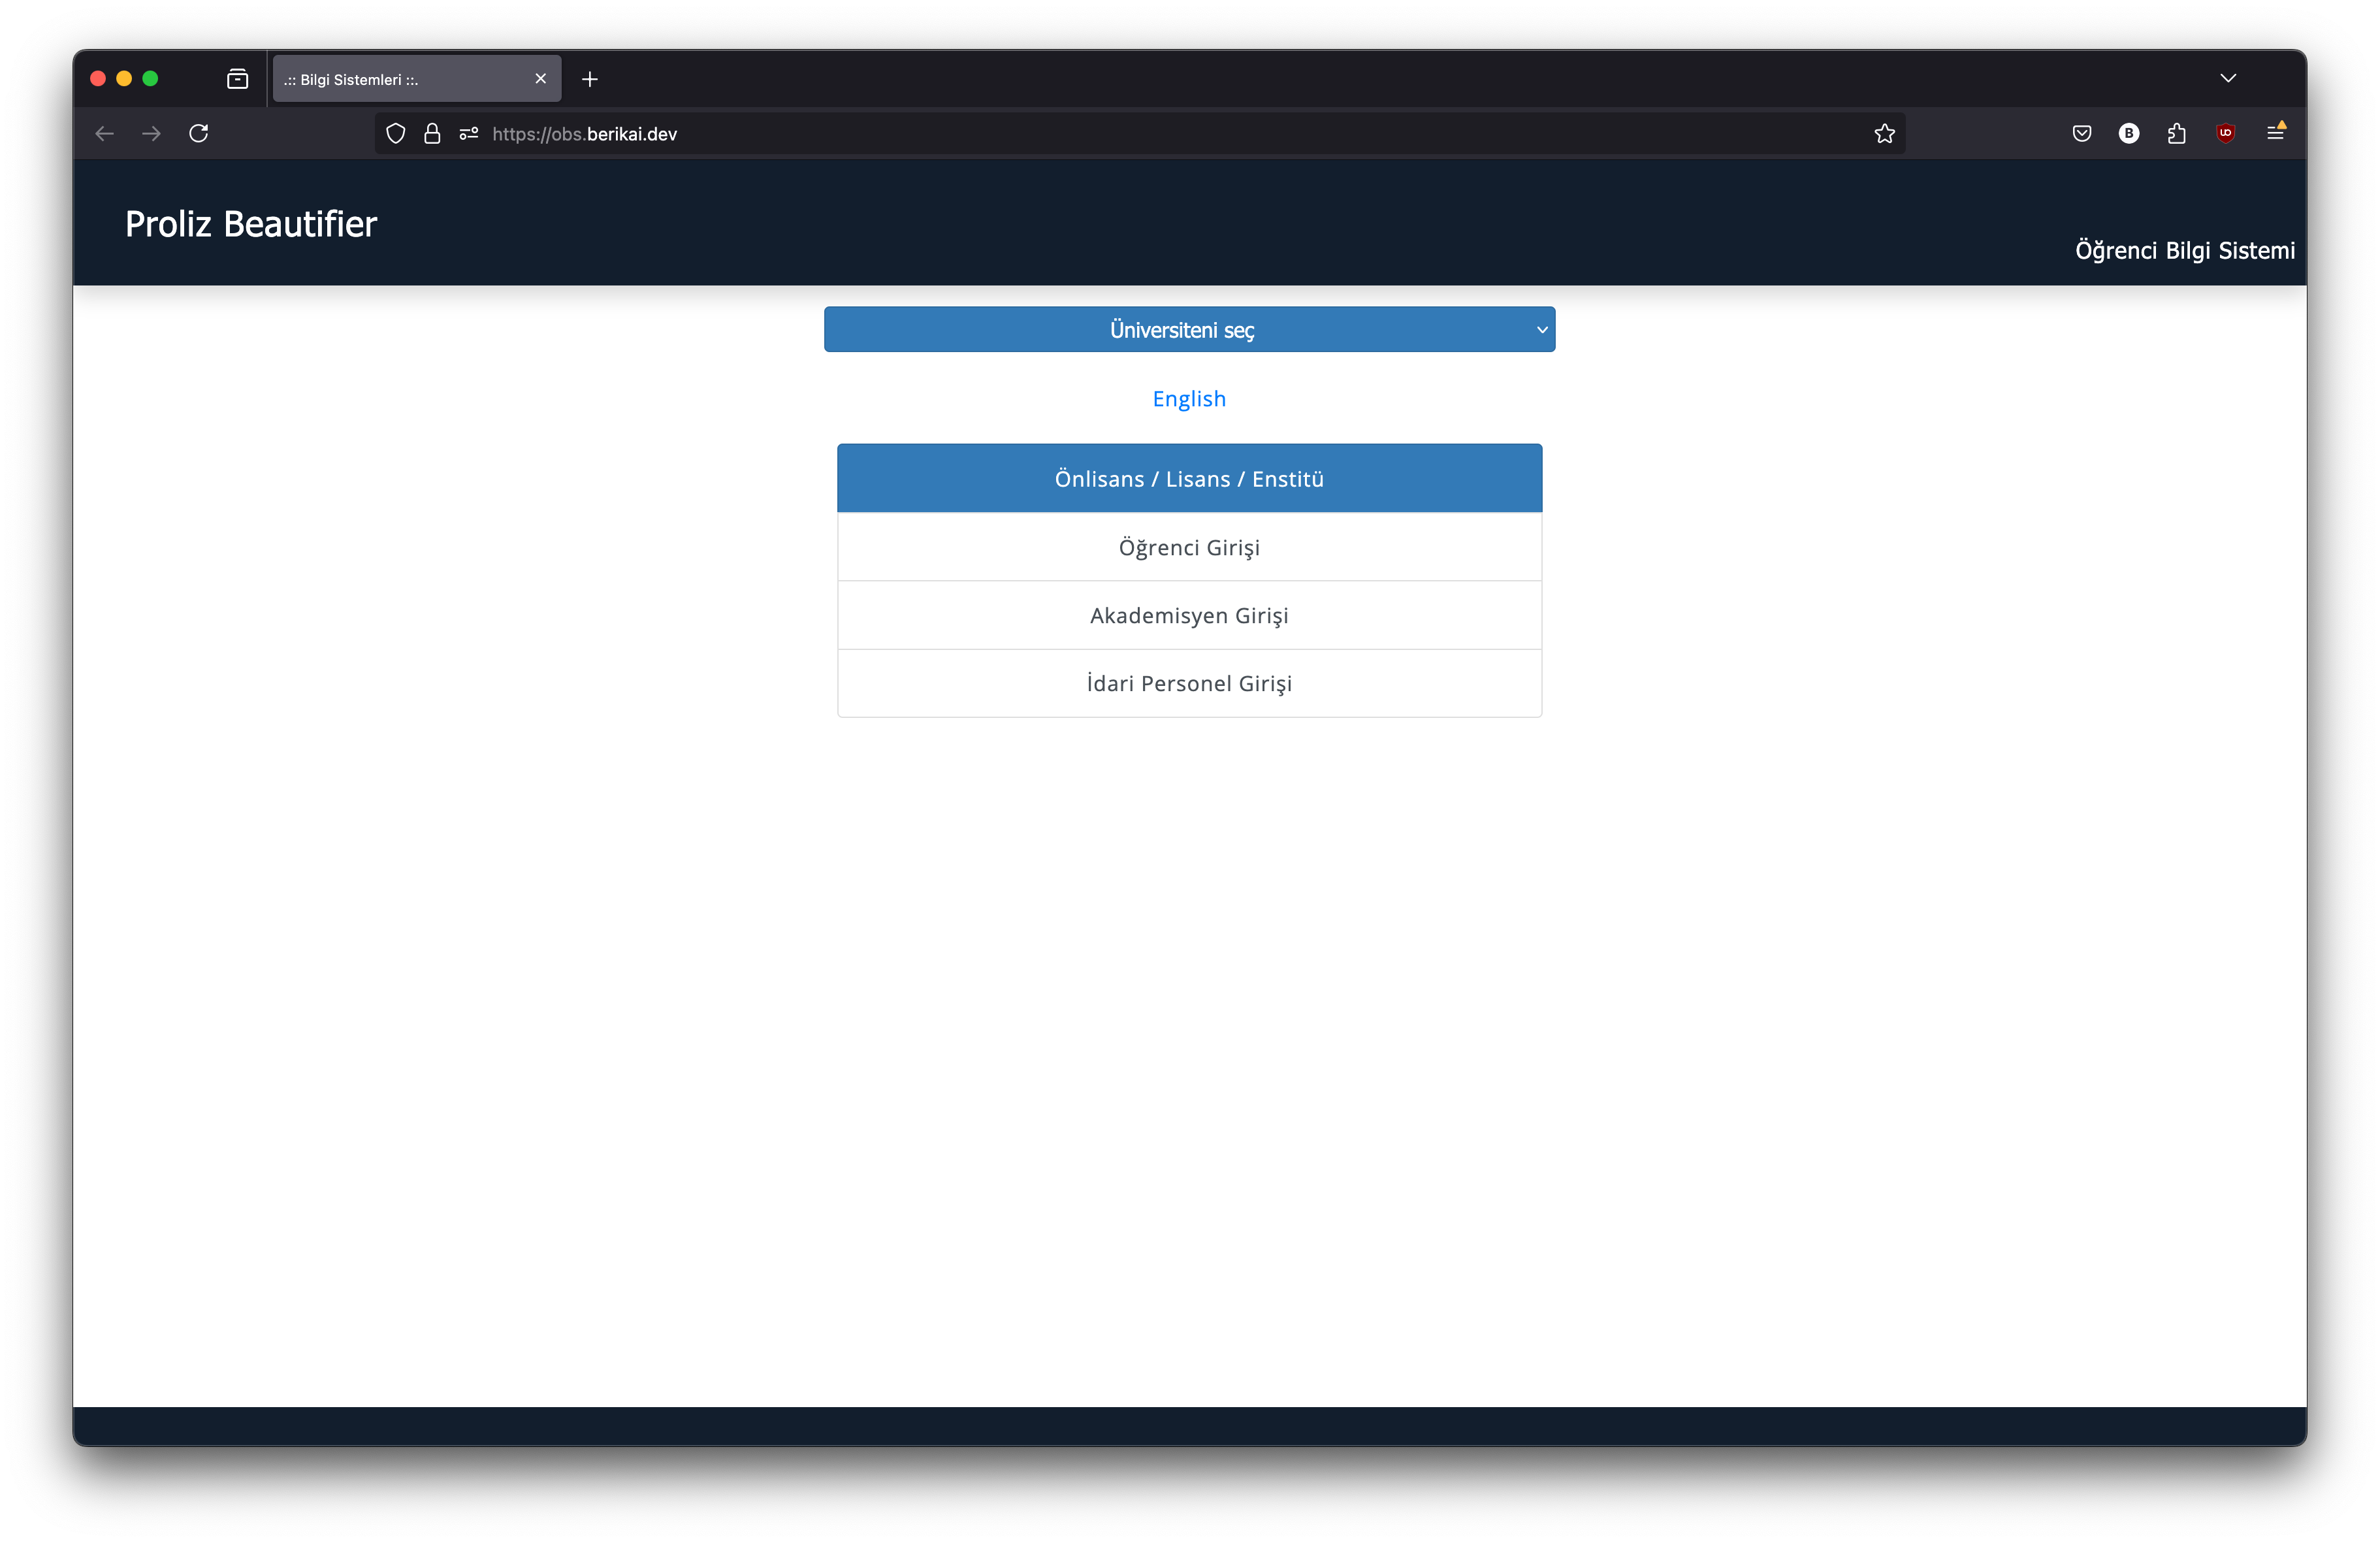 .:: Bilgi Sistemleri ::.
https://obs.berikai.dev
B
Proliz Beautifier
Öğrenci Bilgi Sistemi
Üniversiteni seç
English
Önlisans / Lisans / Enstitü
Öğrenci Girişi
Akademisyen Girişi
İdari Personel Girişi